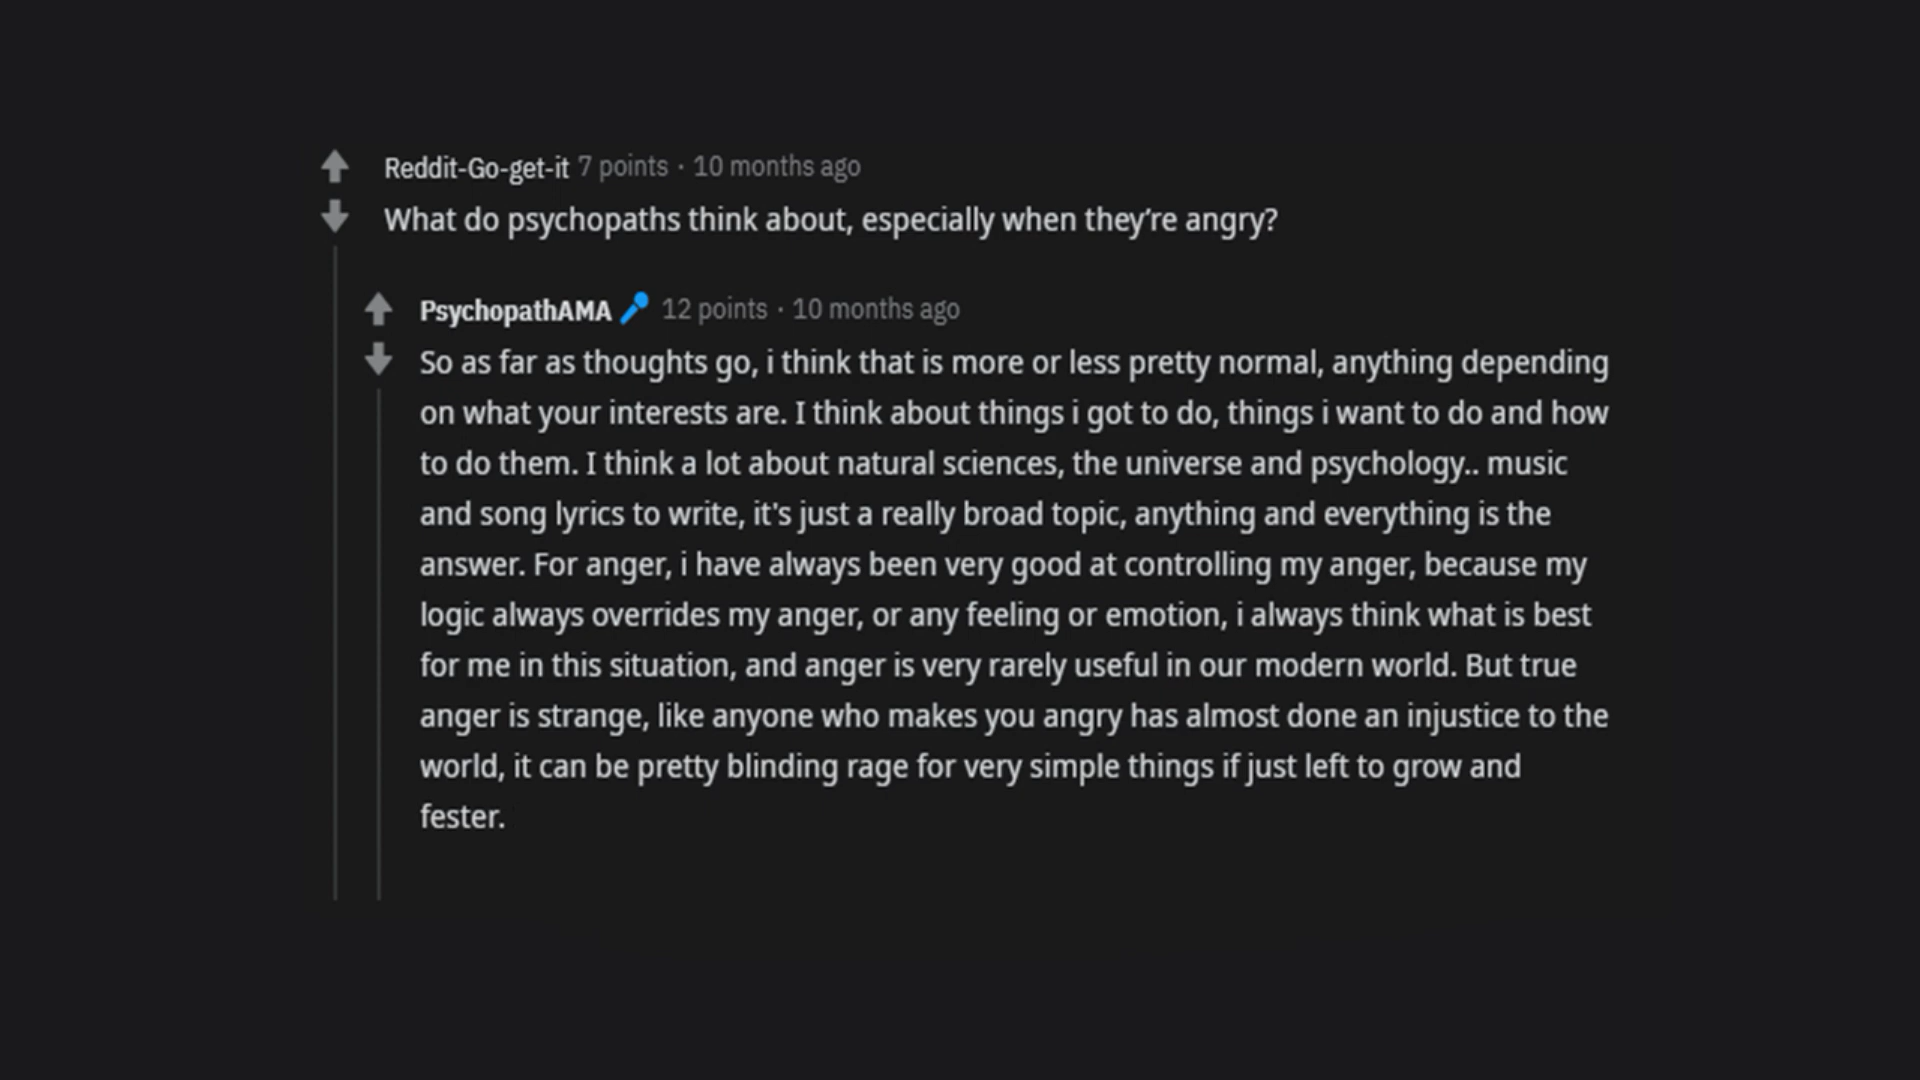 Reddit-Go-get-it 7 points · 10 months ago
What do psychopaths think about, especially when they’re angry?
PsychopathAMA 12 points · 10 months ago
So as far as thoughts go, i think that is more or less pretty normal, anything depending
on what your interests are. I think about things i got to do, things i want to do and how
to do them. I think a lot about natural sciences, the universe and psychology.. music
and song lyrics to write, it's just a really broad topic, anything and everything is the
answer. For anger, i have always been very good at controlling my anger, because my
logic always overrides my anger, or any feeling or emotion, i always think what is best
for me in this situation, and anger is very rarely useful in our modern world. But true
anger is strange, like anyone who makes you angry has almost done an injustice to the
world, it can be pretty blinding rage for very simple things if just left to grow and
fester.